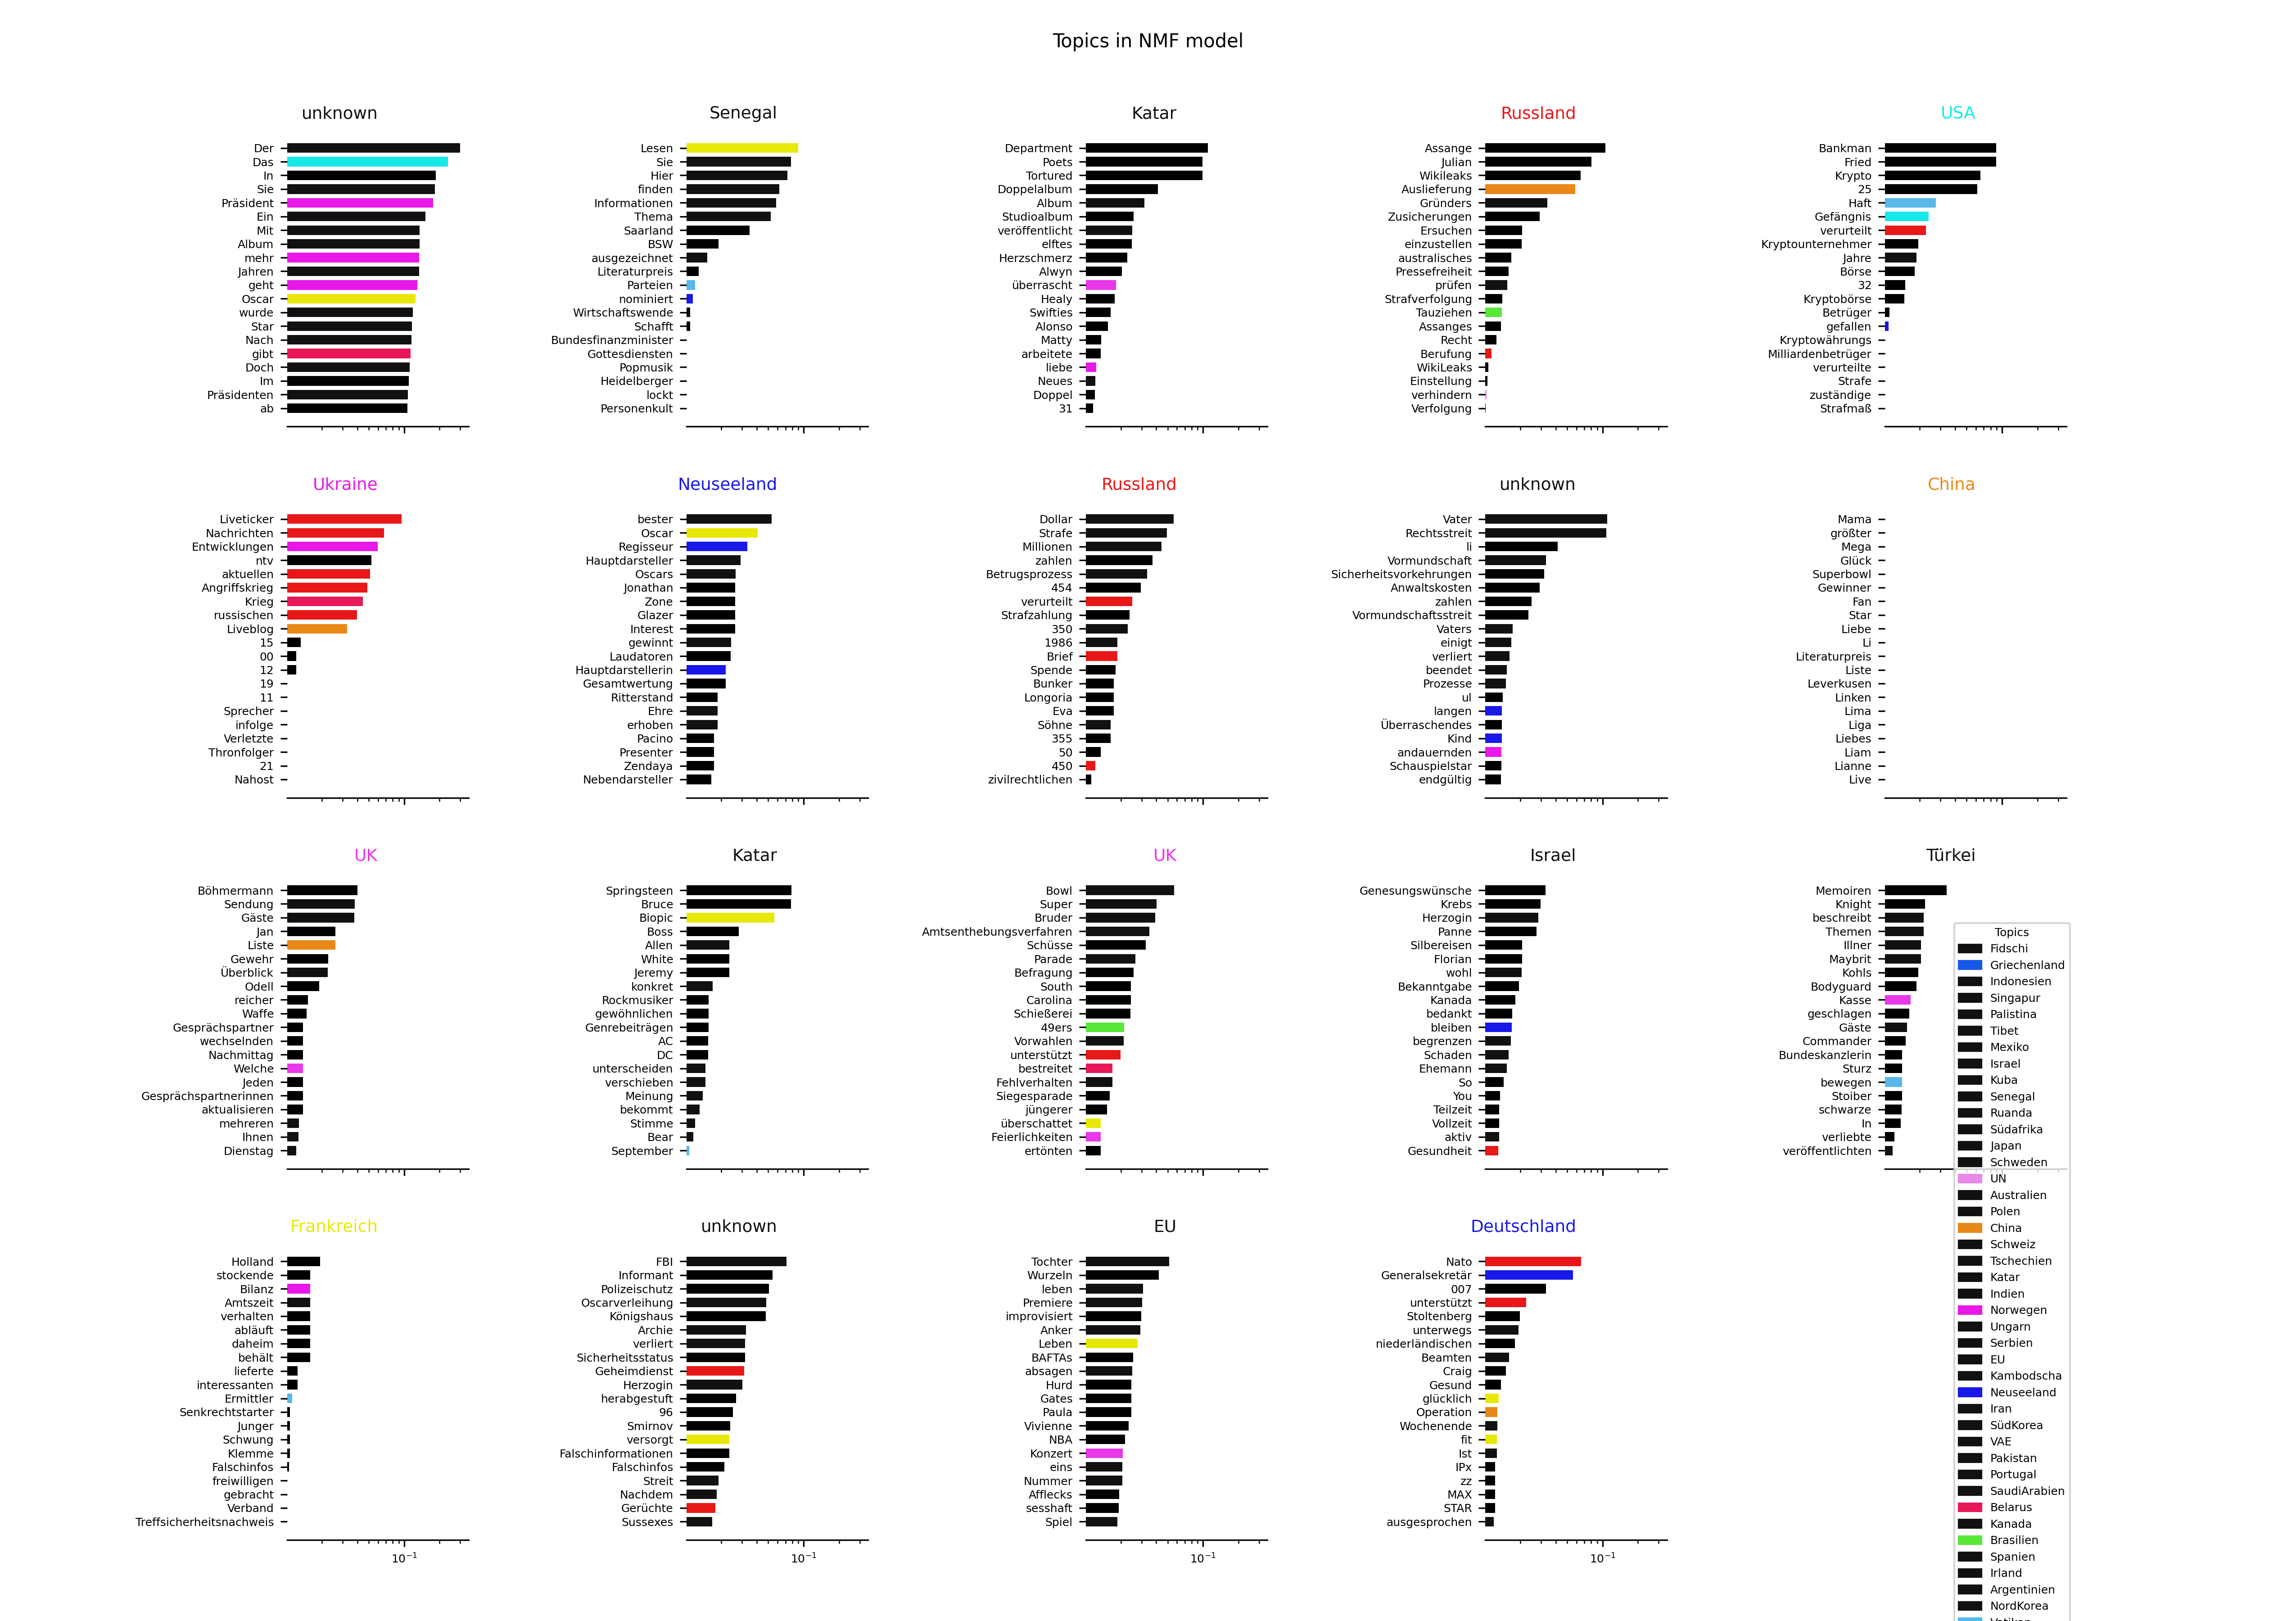 Topics in NMF model
unknown
Der
Das
In
Sie
Präsident
Ein
Mit
Album
mehr
Jahren
geht
Oscar
wurde
Star
Nach
gibt
Doch
Im
Präsidenten
ab
Senegal
Lesen
Sie
Hier
finden
Informationen
Thema
Saarland
BSW
ausgezeichnet
Literaturpreis
Parteien
nominiert
Wirtschaftswende
Schafft
Bundesfinanzminister
Gottesdiensten
Popmusik
Heidelberger
lockt
Personenkult
Katar
Department
Poets
Tortured
Doppelalbum
Album
Studioalbum
veröffentlicht
elftes
Herzschmerz
Alwyn
überrascht
Healy
Swifties
Alonso
Matty
arbeitete
liebe
Neues
Doppel
31
Russland
Assange
Julian
Wikileaks
Auslieferung
Gründers
Zusicherungen
Ersuchen
einzustellen
australisches
Pressefreiheit
prüfen
Strafverfolgung
Tauziehen
Assanges
Recht
Berufung
WikiLeaks
Einstellung
verhindern
Verfolgung
USA
Bankman
Fried
Krypto
25
Haft
Gefängnis
verurteilt
Kryptounternehmer
Jahre
Börse
32
Kryptobörse
Betrüger
gefallen
Kryptowährungs
Milliardenbetrüger
verurteilte
Strafe
zuständige
Strafmaß
Ukraine
Liveticker
Nachrichten
Entwicklungen
ntv
aktuellen
Angriffskrieg
Krieg
russischen
Liveblog
15
00
12
19
11
Sprecher
infolge
Verletzte
Thronfolger
21
Nahost
Neuseeland
bester
Oscar
Regisseur
Hauptdarsteller
Oscars
Jonathan
Zone
Glazer
Interest
gewinnt
Laudatoren
Hauptdarstellerin
Gesamtwertung
Ritterstand
Ehre
erhoben
Pacino
Presenter
Zendaya
Nebendarsteller
Russland
Dollar
Strafe
Millionen
zahlen
Betrugsprozess
454
verurteilt
Strafzahlung
350
1986
Brief
Spende
Bunker
Longoria
Eva
Söhne
355
50
450
zivilrechtlichen
unknown
Vater
Rechtsstreit
li
Vormundschaft
Sicherheitsvorkehrungen
Anwaltskosten
zahlen
Vormundschaftsstreit
Vaters
einigt
verliert
beendet
Prozesse
ul
langen
Überraschendes
Kind
andauernden
Schauspielstar
endgültig
China
Mama
größter
Mega
Glück
Superbowl
Gewinner
Fan
Star
Liebe
Li
Literaturpreis
Liste
Leverkusen
Linken
Lima
Liga
Liebes
Liam
Lianne
Live
UK
Böhmermann
Sendung
Gäste
Jan
Liste
Gewehr
Überblick
Odell
reicher
Waffe
Gesprächspartner
wechselnden
Nachmittag
Welche
Jeden
Gesprächspartnerinnen
aktualisieren
mehreren
Ihnen
Dienstag
Katar
Springsteen
Bruce
Biopic
Boss
Allen
White
Jeremy
konkret
Rockmusiker
gewöhnlichen
Genrebeiträgen
AC
DC
unterscheiden
verschieben
Meinung
bekommt
Stimme
Bear
September
UK
Bowl
Super
Bruder
Amtsenthebungsverfahren
Schüsse
Parade
Befragung
South
Carolina
Schießerei
49ers
Vorwahlen
unterstützt
bestreitet
Fehlverhalten
Siegesparade
jüngerer
überschattet
Feierlichkeiten
ertönten
Israel
Genesungswünsche
Krebs
Herzogin
Panne
Silbereisen
Florian
wohl
Bekanntgabe
Kanada
bedankt
bleiben
begrenzen
Schaden
Ehemann
So
You
Teilzeit
Vollzeit
aktiv
Gesundheit
Türkei
Memoiren
Knight
beschreibt
Themen
Illner
Maybrit
Kohls
Bodyguard
Kasse
geschlagen
Gäste
Commander
Bundeskanzlerin
Sturz
bewegen
Stoiber
schwarze
In
verliebte
veröffentlichten
Frankreich
Holland
stockende
Bilanz
Amtszeit
verhalten
abläuft
daheim
behält
lieferte
interessanten
Ermittler
Senkrechtstarter
Junger
Schwung
Klemme
Falschinfos
freiwilligen
gebracht
Verband
Treffsicherheitsnachweis
10⁻¹
unknown
FBI
Informant
Polizeischutz
Oscarverleihung
Königshaus
Archie
verliert
Sicherheitsstatus
Geheimdienst
Herzogin
herabgestuft
96
Smirnov
versorgt
Falschinformationen
Falschinfos
Streit
Nachdem
Gerüchte
Sussexes
10⁻¹
EU
Tochter
Wurzeln
leben
Premiere
improvisiert
Anker
Leben
BAFTAs
absagen
Hurd
Gates
Paula
Vivienne
NBA
Konzert
eins
Nummer
Afflecks
sesshaft
Spiel
10⁻¹
Deutschland
Nato
Generalsekretär
007
unterstützt
Stoltenberg
unterwegs
niederländischen
Beamten
Craig
Gesund
glücklich
Operation
Wochenende
fit
Ist
IPx
zz
MAX
STAR
ausgesprochen
10⁻¹
Topics
Fidschi
Griechenland
Indonesien
Singapur
Palistina
Tibet
Mexiko
Israel
Kuba
Senegal
Ruanda
Südafrika
Japan
Schweden
UN
Australien
Polen
China
Schweiz
Tschechien
Katar
Indien
Norwegen
Ungarn
Serbien
EU
Kambodscha
Neuseeland
Iran
SüdKorea
VAE
Pakistan
Portugal
SaudiArabien
Belarus
Kanada
Brasilien
Spanien
Irland
Argentinien
NordKorea